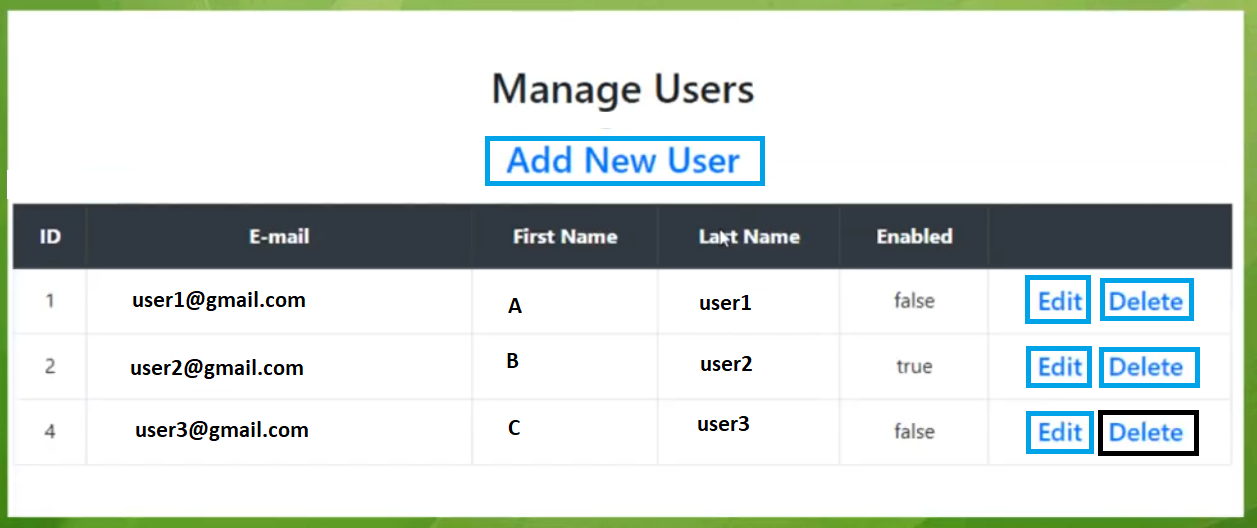 Manage Users
Add New User
ID E-mail First Name Last Name Enabled
1 user1@gmail.com A user1 false Edit Delete
2 user2@gmail.com B user2 true Edit Delete
4 user3@gmail.com C user3 false Edit Delete